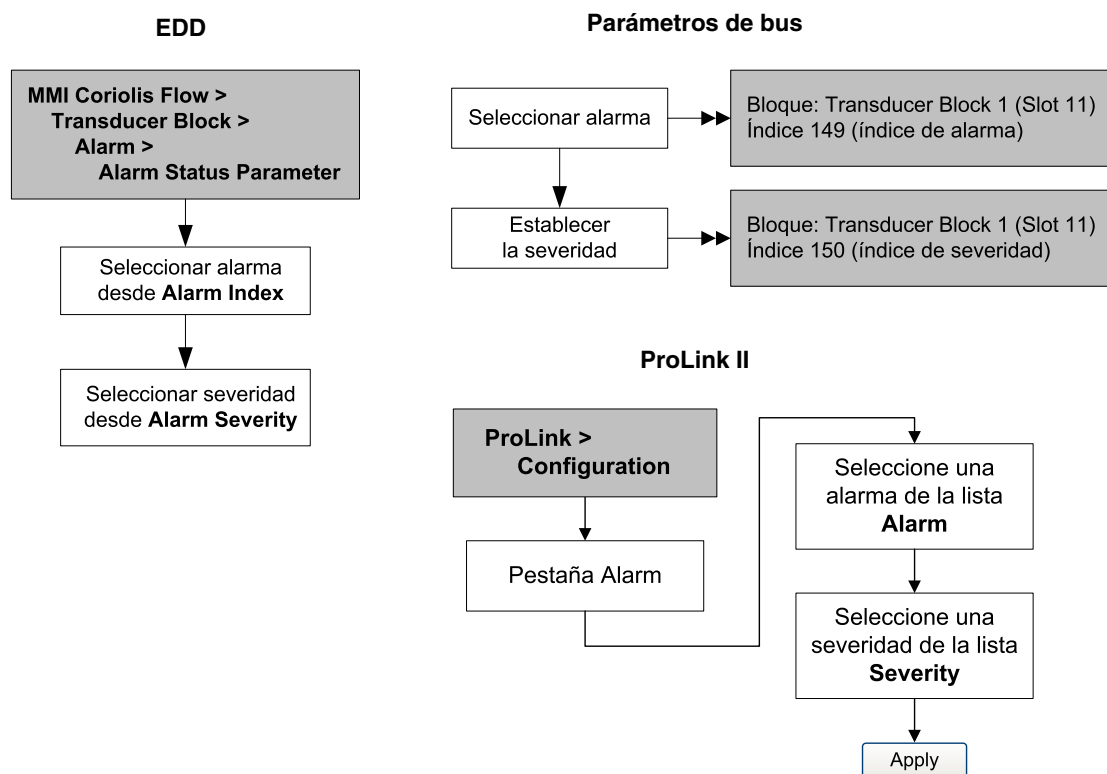 EDD
MMI Coriolis Flow >
Transducer Block >
Alarm >
Alarm Status Parameter
Seleccionar alarma
desde Alarm Index
Seleccionar severidad
desde Alarm Severity
Parámetros de bus
Seleccionar alarma
Bloque: Transducer Block 1 (Slot 11)
Índice 149 (índice de alarma)
Establecer
la severidad
Bloque: Transducer Block 1 (Slot 11)
Índice 150 (índice de severidad)
ProLink II
ProLink >
Configuration
Pestaña Alarm
Seleccione una
alarma de la lista
Alarm
Seleccione una
severidad de la lista
Severity
Apply